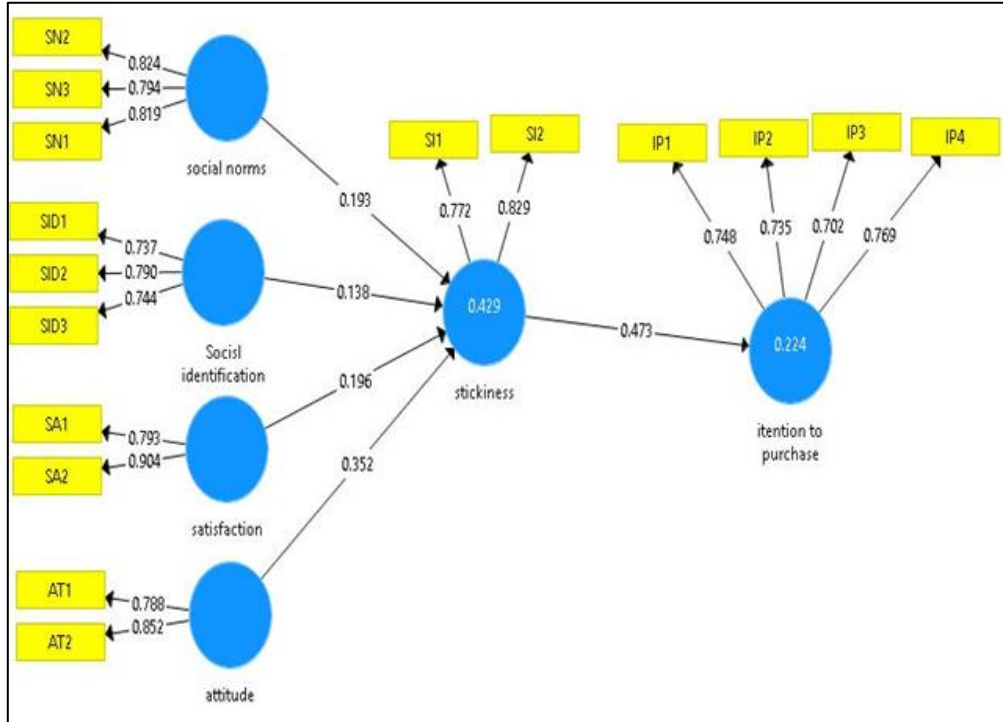 SN2
0.824
SN3
0.794
SN1
0.819
social norms
0.193
SID1
0.737
SID2
0.790
SID3
0.744
Socisl
identification
0.138
SA1
0.793
SA2
0.904
satisfaction
0.196
AT1
0.788
AT2
0.852
attitude
0.352
SI1
0.772
SI2
0.829
0.429
stickiness
0.473
IP1
0.748
IP2
0.735
IP3
0.702
IP4
0.769
0.224
itention to
purchase